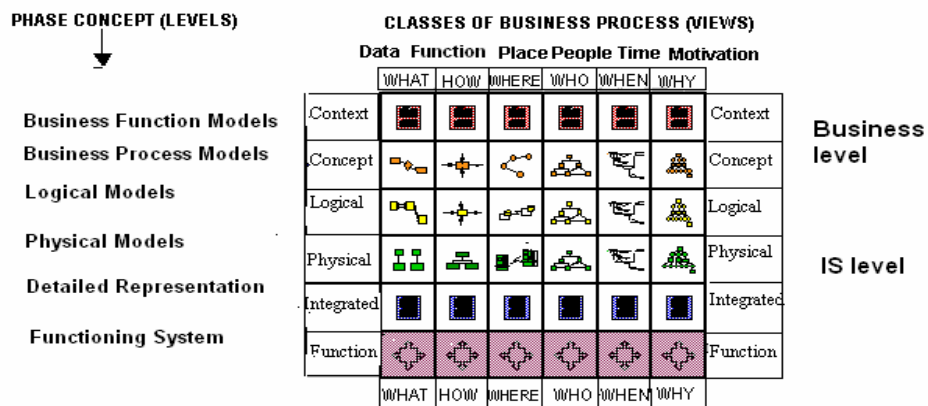 PHASE CONCEPT (LEVELS)
CLASSES OF BUSINESS PROCESS (VIEWS)
Data Function Place People Time Motivation
WHAT HOW WHERE WHO WHEN WHY
Business Function Models
Context Context
Business level
Business Process Models
Concept Concept
Logical Models
Logical Logical
Physical Models
Physical Physical
IS level
Detailed Representation
Integrated Integrated
Functioning System
Function Function
WHAT HOW WHERE WHO WHEN WHY